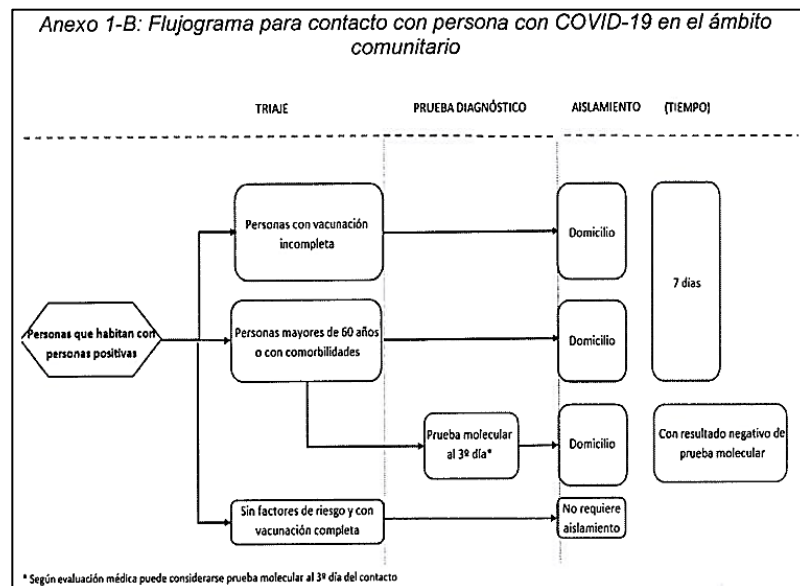 Anexo 1-B: Flujograma para contacto con persona con COVID-19 en el ámbito
comunitario
TRIAJE
PRUEBA DIAGNÓSTICO
AISLAMIENTO
(TIEMPO)
Personas con vacunación
incompleta
Domicilio
7 dias
Personas que habitan con
personas positivas
Personas mayores de 60 años
o con comorbilidades
Domicilio
Prueba molecular
al 3º día*
Domicilio
Con resultado negativo de
prueba molecular
Sin factores de riesgo y con
vacunación completa
No requiere
aislamiento
* Según evaluación médica puede considerarse prueba molecular al 3º día del contacto